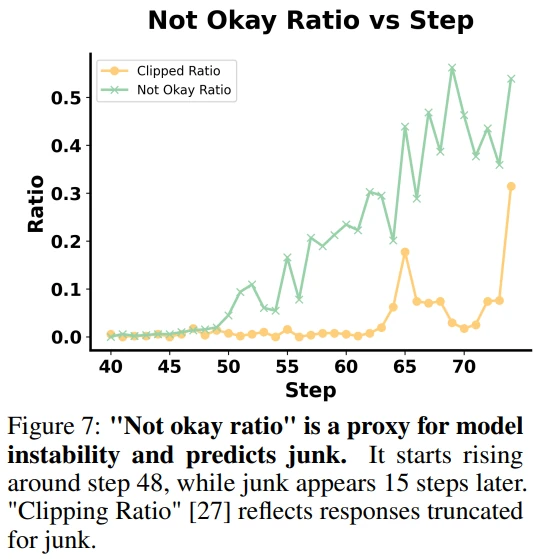 Not Okay Ratio vs Step
Clipped Ratio
Not Okay Ratio
Ratio
0.5
0.4
0.3
0.2
0.1
0.0
40 45 50 55 60 65 70
Step
Figure 7: "Not okay ratio" is a proxy for model
instability and predicts junk. It starts rising
around step 48, while junk appears 15 steps later.
"Clipping Ratio" [27] reflects responses truncated
for junk.